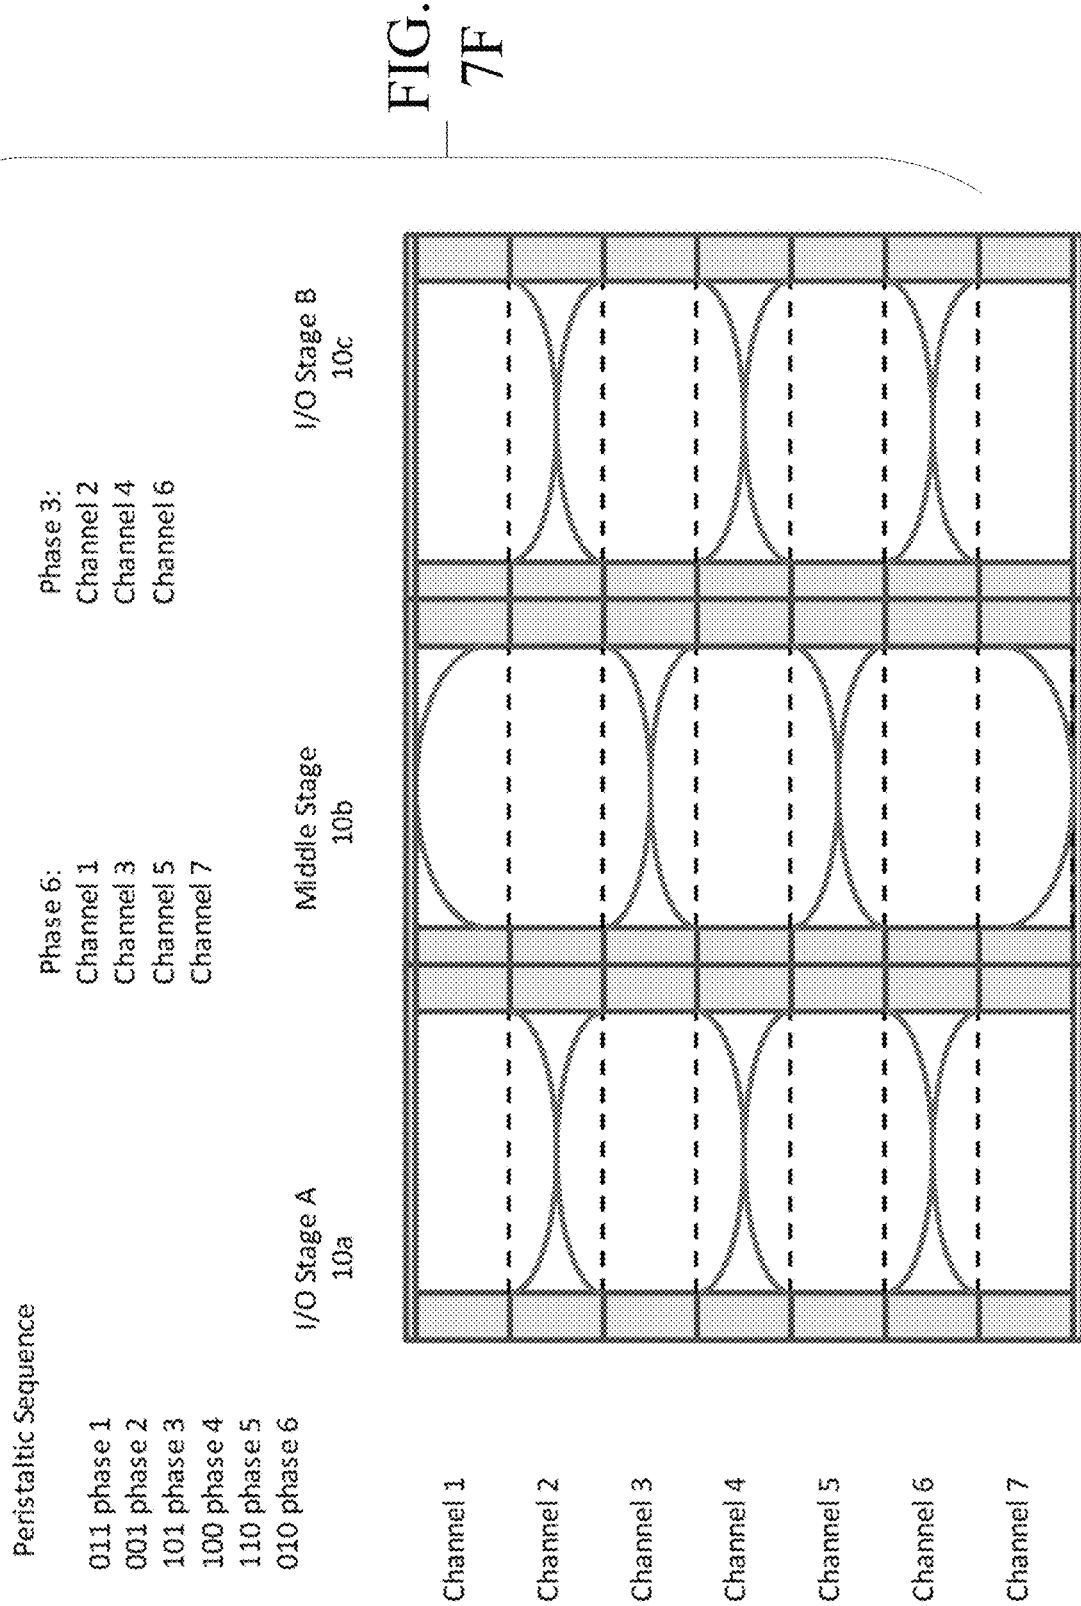 Peristaltic Sequence
011 phase 1
001 phase 2
101 phase 3
100 phase 4
110 phase 5
010 phase 6
Phase 6:
Channel 1
Channel 3
Channel 5
Channel 7
Phase 3:
Channel 2
Channel 4
Channel 6
I/O Stage A
10a
Middle Stage
10b
I/O Stage B
10c
Channel 1
Channel 2
Channel 3
Channel 4
Channel 5
Channel 6
Channel 7
FIG.
7F